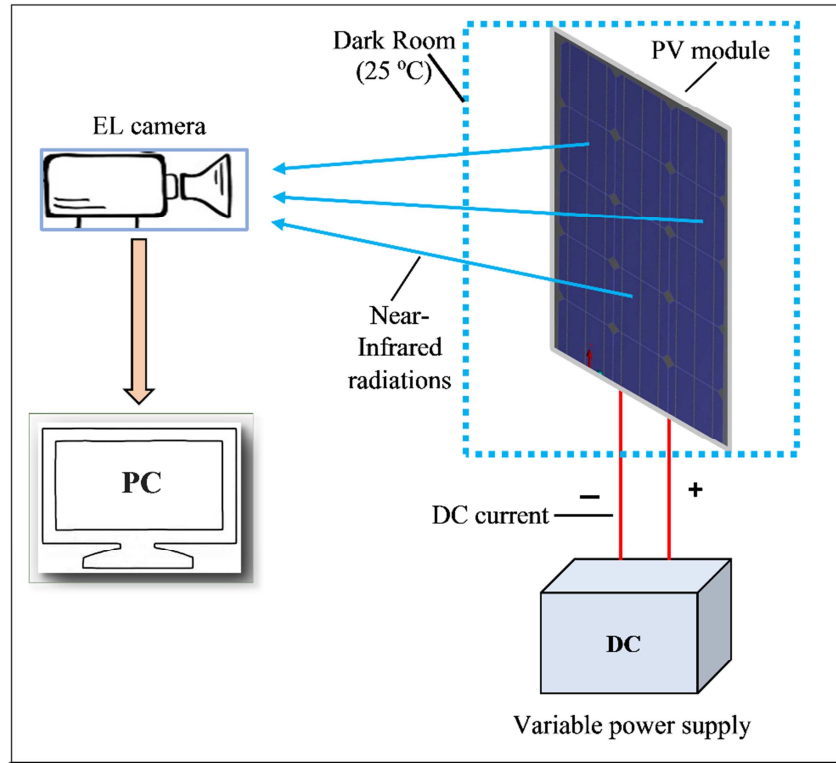 Dark Room
(25 ºC)
PV module
EL camera
Near-
Infrared
radiations
PC
– +
DC current
DC
Variable power supply